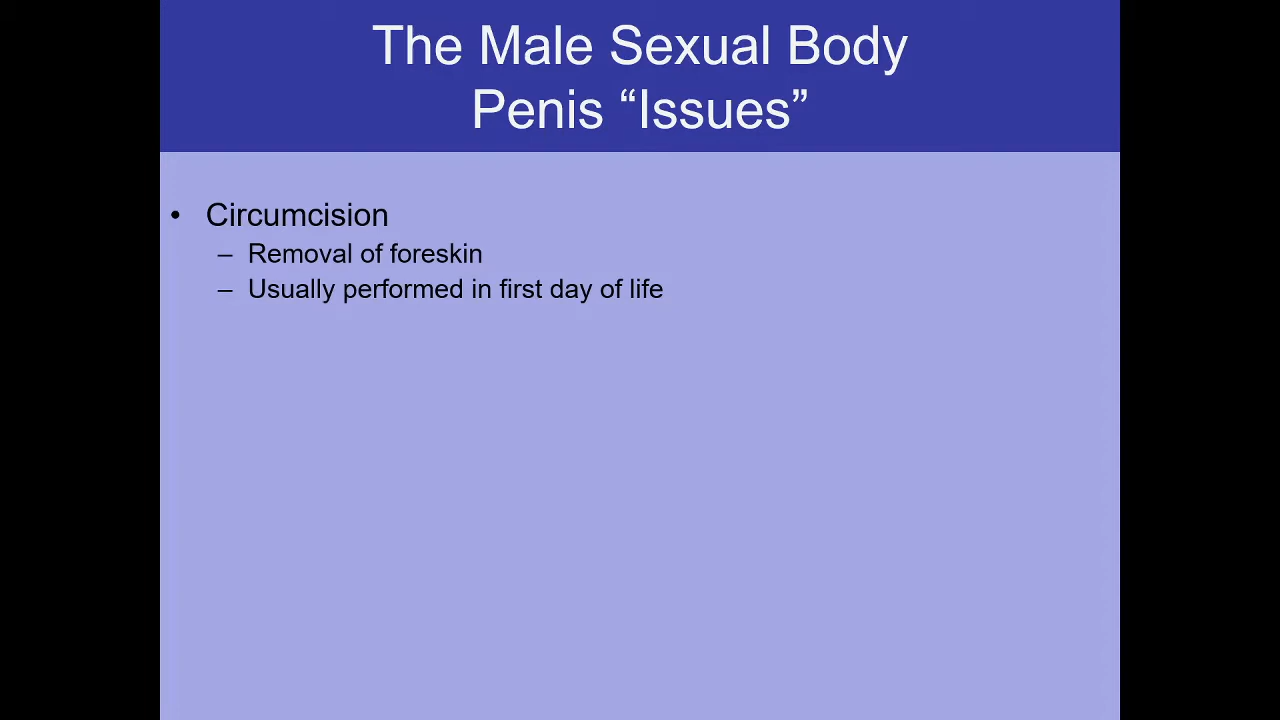 The Male Sexual Body
Penis “Issues”
• Circumcision
– Removal of foreskin
– Usually performed in first day of life